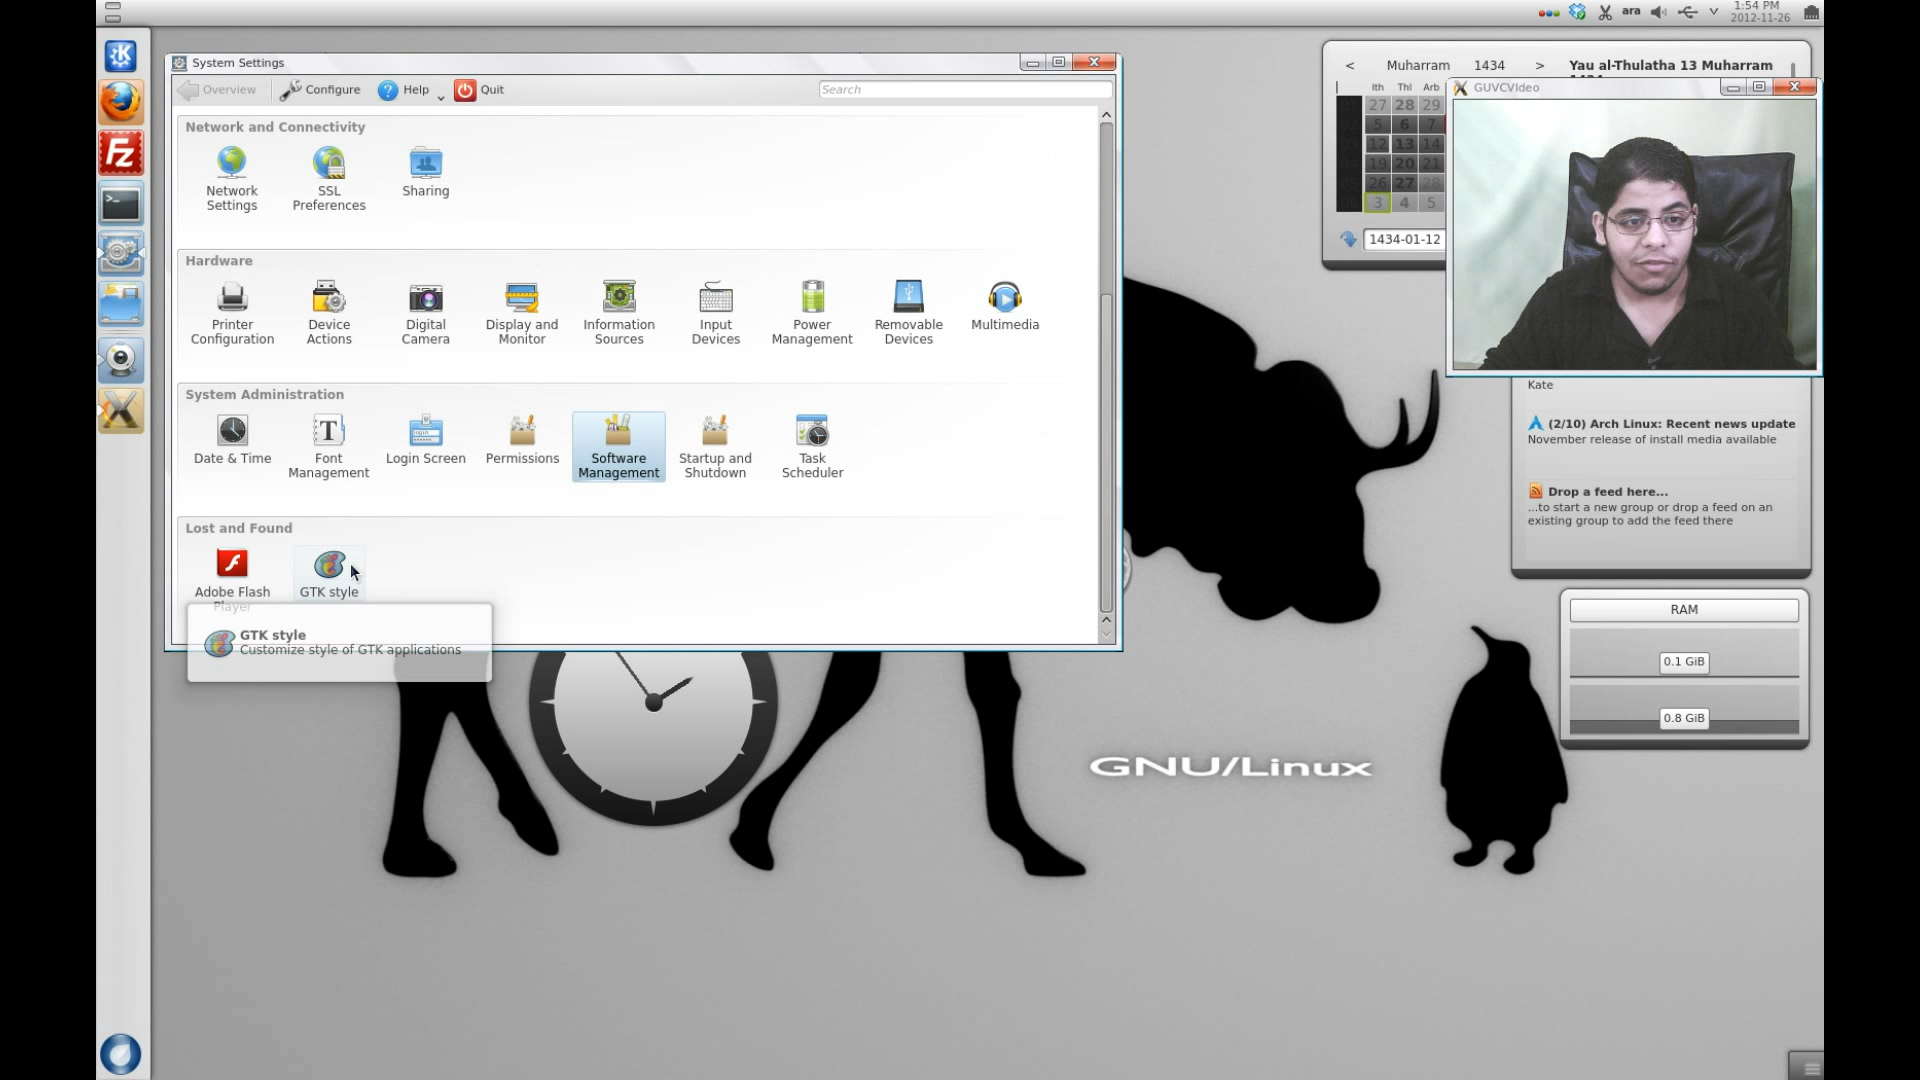 ara
1:54 PM
2012-11-26
System Settings
Overview
Configure
Help
Quit
Search
Network and Connectivity
Network Settings
SSL Preferences
Sharing
Hardware
Printer Configuration
Device Actions
Digital Camera
Display and Monitor
Information Sources
Input Devices
Power Management
Removable Devices
Multimedia
System Administration
Date & Time
Font Management
Login Screen
Permissions
Software Management
Startup and Shutdown
Task Scheduler
Lost and Found
Adobe Flash Player
GTK style
GTK style
Customize style of GTK applications
< Muharram 1434 >
Yau al-Thulatha 13 Muharram
Ith Thl Arb
27 28 29
5 6 7
12 13 14
19 20 21
26 27 28
3 4 5
1434-01-12
GUVCVideo
Kate
(2/10) Arch Linux: Recent news update
November release of install media available
Drop a feed here...
...to start a new group or drop a feed on an
existing group to add the feed there
RAM
0.1 GiB
0.8 GiB
GNU/Linux